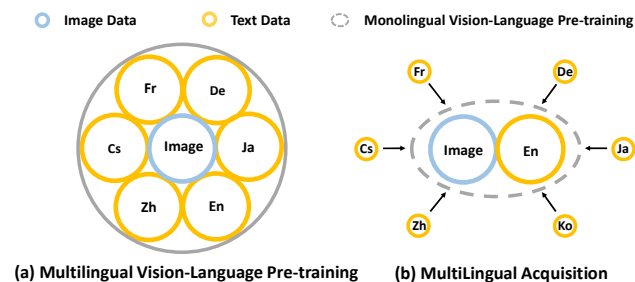 Image Data Text Data Monolingual Vision-Language Pre-training
Fr De
Cs Image Ja
Zh En
(a) Multilingual Vision-Language Pre-training
Fr De
Cs Image En Ja
Zh Ko
(b) MultiLingual Acquisition